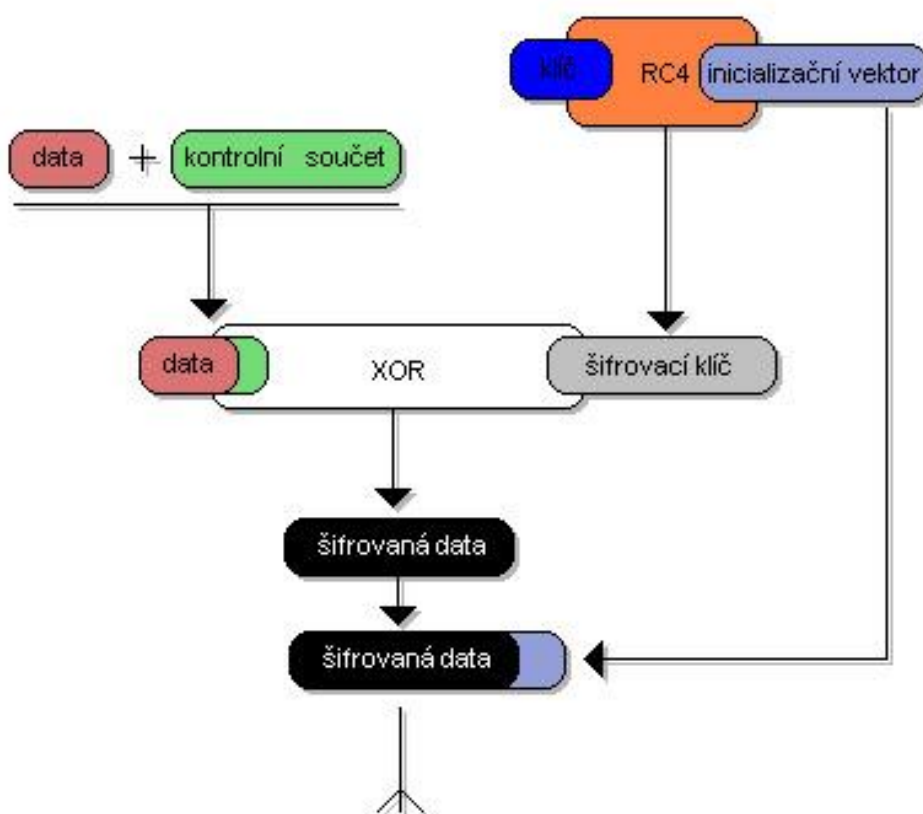 klíč
RC4
inicializační vektor
data
+
kontrolní součet
data
XOR
šifrovací klíč
šifrovaná data
šifrovaná data